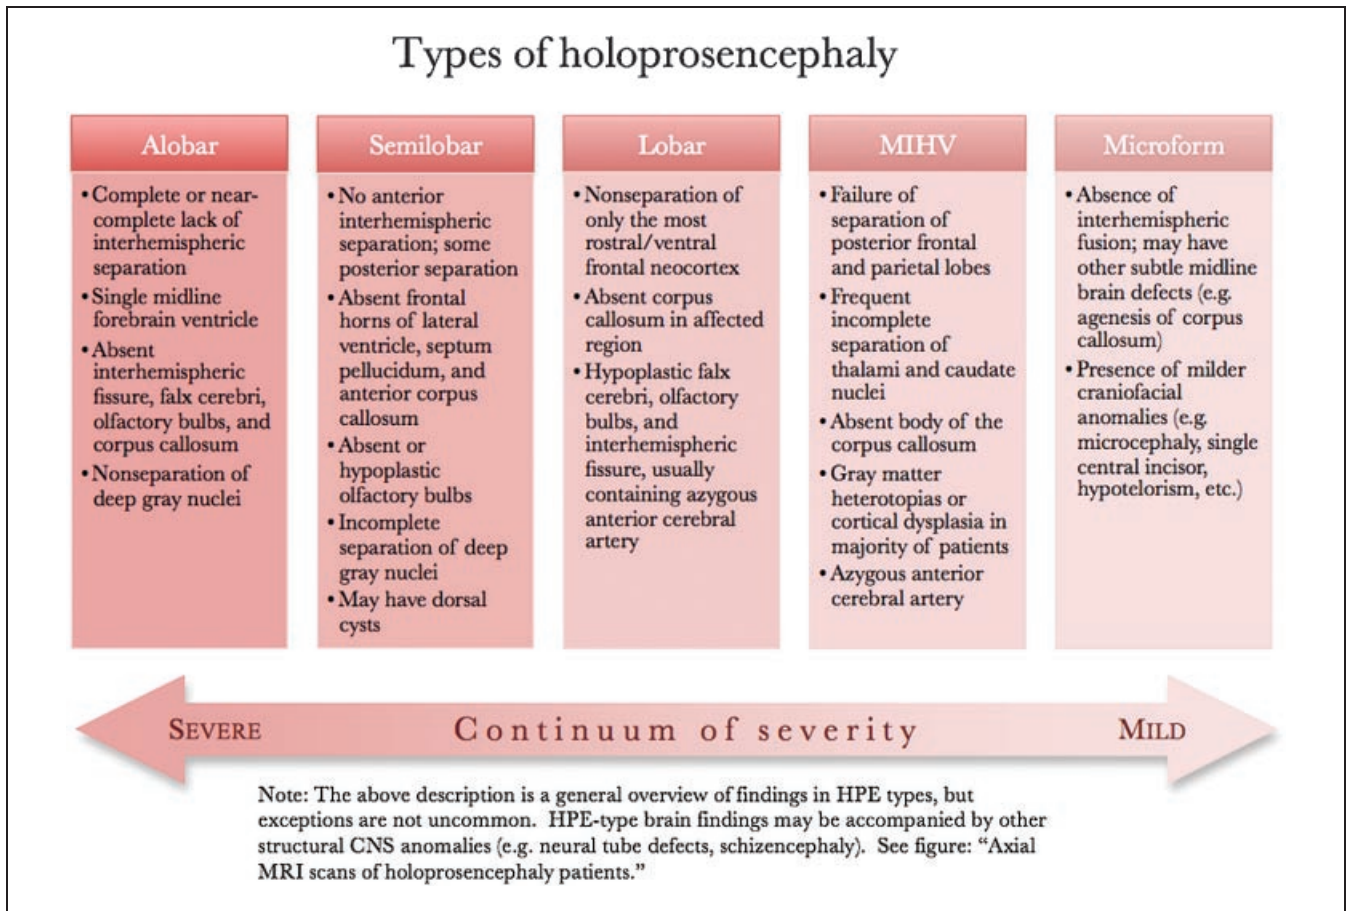 Types of holoprosencephaly
Alobar
• Complete or near-
complete lack of
interhemispheric
separation
• Single midline
forebrain ventricle
• Absent
interhemispheric
fissure, falx cerebri,
olfactory bulbs, and
corpus callosum
• Nonseparation of
deep gray nuclei
Semilobar
• No anterior
interhemispheric
separation; some
posterior separation
• Absent frontal
horns of lateral
ventricle, septum
pellucidum, and
anterior corpus
callosum
• Absent or
hypoplastic
olfactory bulbs
• Incomplete
separation of deep
gray nuclei
• May have dorsal
cysts
Lobar
• Nonseparation of
only the most
rostral/ventral
frontal neocortex
• Absent corpus
callosum in affected
region
• Hypoplastic falx
cerebri, olfactory
bulbs, and
interhemispheric
fissure, usually
containing azygous
anterior cerebral
artery
MIHV
• Failure of
separation of
posterior frontal
and parietal lobes
• Frequent
incomplete
separation of
thalami and caudate
nuclei
• Absent body of the
corpus callosum
• Gray matter
heterotopias or
cortical dysplasia in
majority of patients
• Azygous anterior
cerebral artery
Microform
• Absence of
interhemispheric
fusion; may have
other subtle midline
brain defects (e.g.
agenesis of corpus
callosum)
• Presence of milder
craniofacial
anomalies (e.g.
microcephaly, single
central incisor,
hypotelorism, etc.)
SEVERE Continuum of severity MILD
Note: The above description is a general overview of findings in HPE types, but
exceptions are not uncommon. HPE-type brain findings may be accompanied by other
structural CNS anomalies (e.g. neural tube defects, schizencephaly). See figure: “Axial
MRI scans of holoprosencephaly patients.”